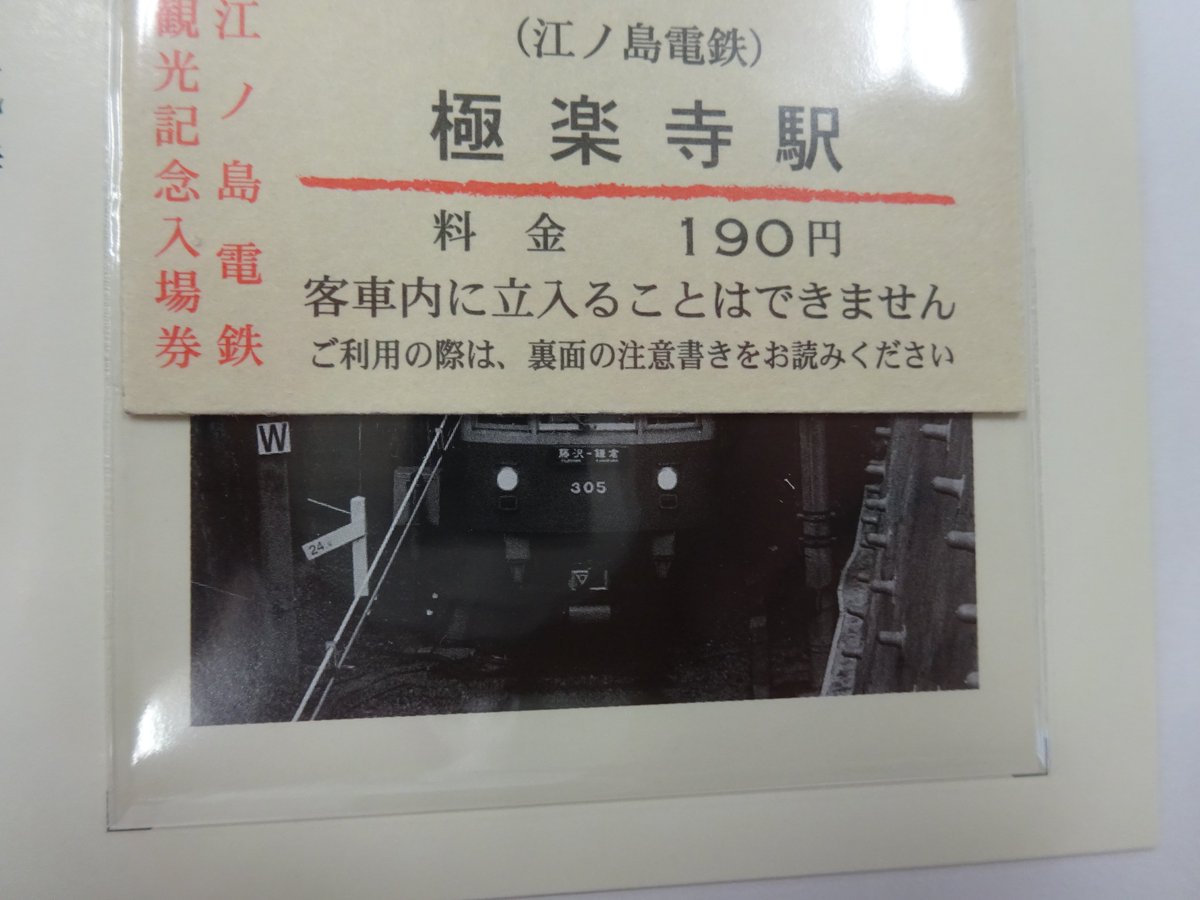 江ノ島電鉄
観光記念入場券
(江ノ島電鉄)
極楽寺駅
料金 190円
客車内に立入ることはできません
ご利用の際は、裏面の注意書きをお読みください
W
藤沢-鎌倉
305
24